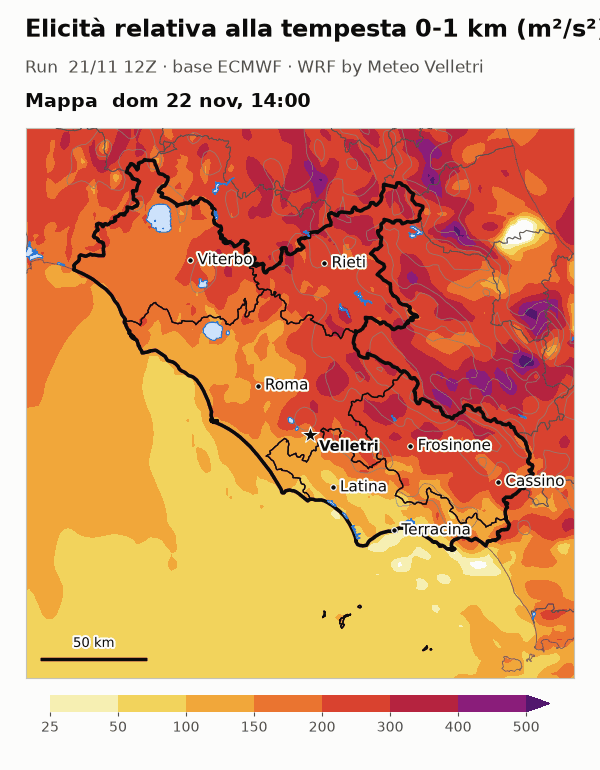 Elicità relativa alla tempesta 0-1 km (m²/s²)
Run  21/11 12Z · base ECMWF · WRF by Meteo Velletri
Mappa  dom 22 nov, 14:00
Viterbo
Rieti
Roma
Velletri
Frosinone
Cassino
Latina
Terracina
50 km
25 50 100 150 200 300 400 500